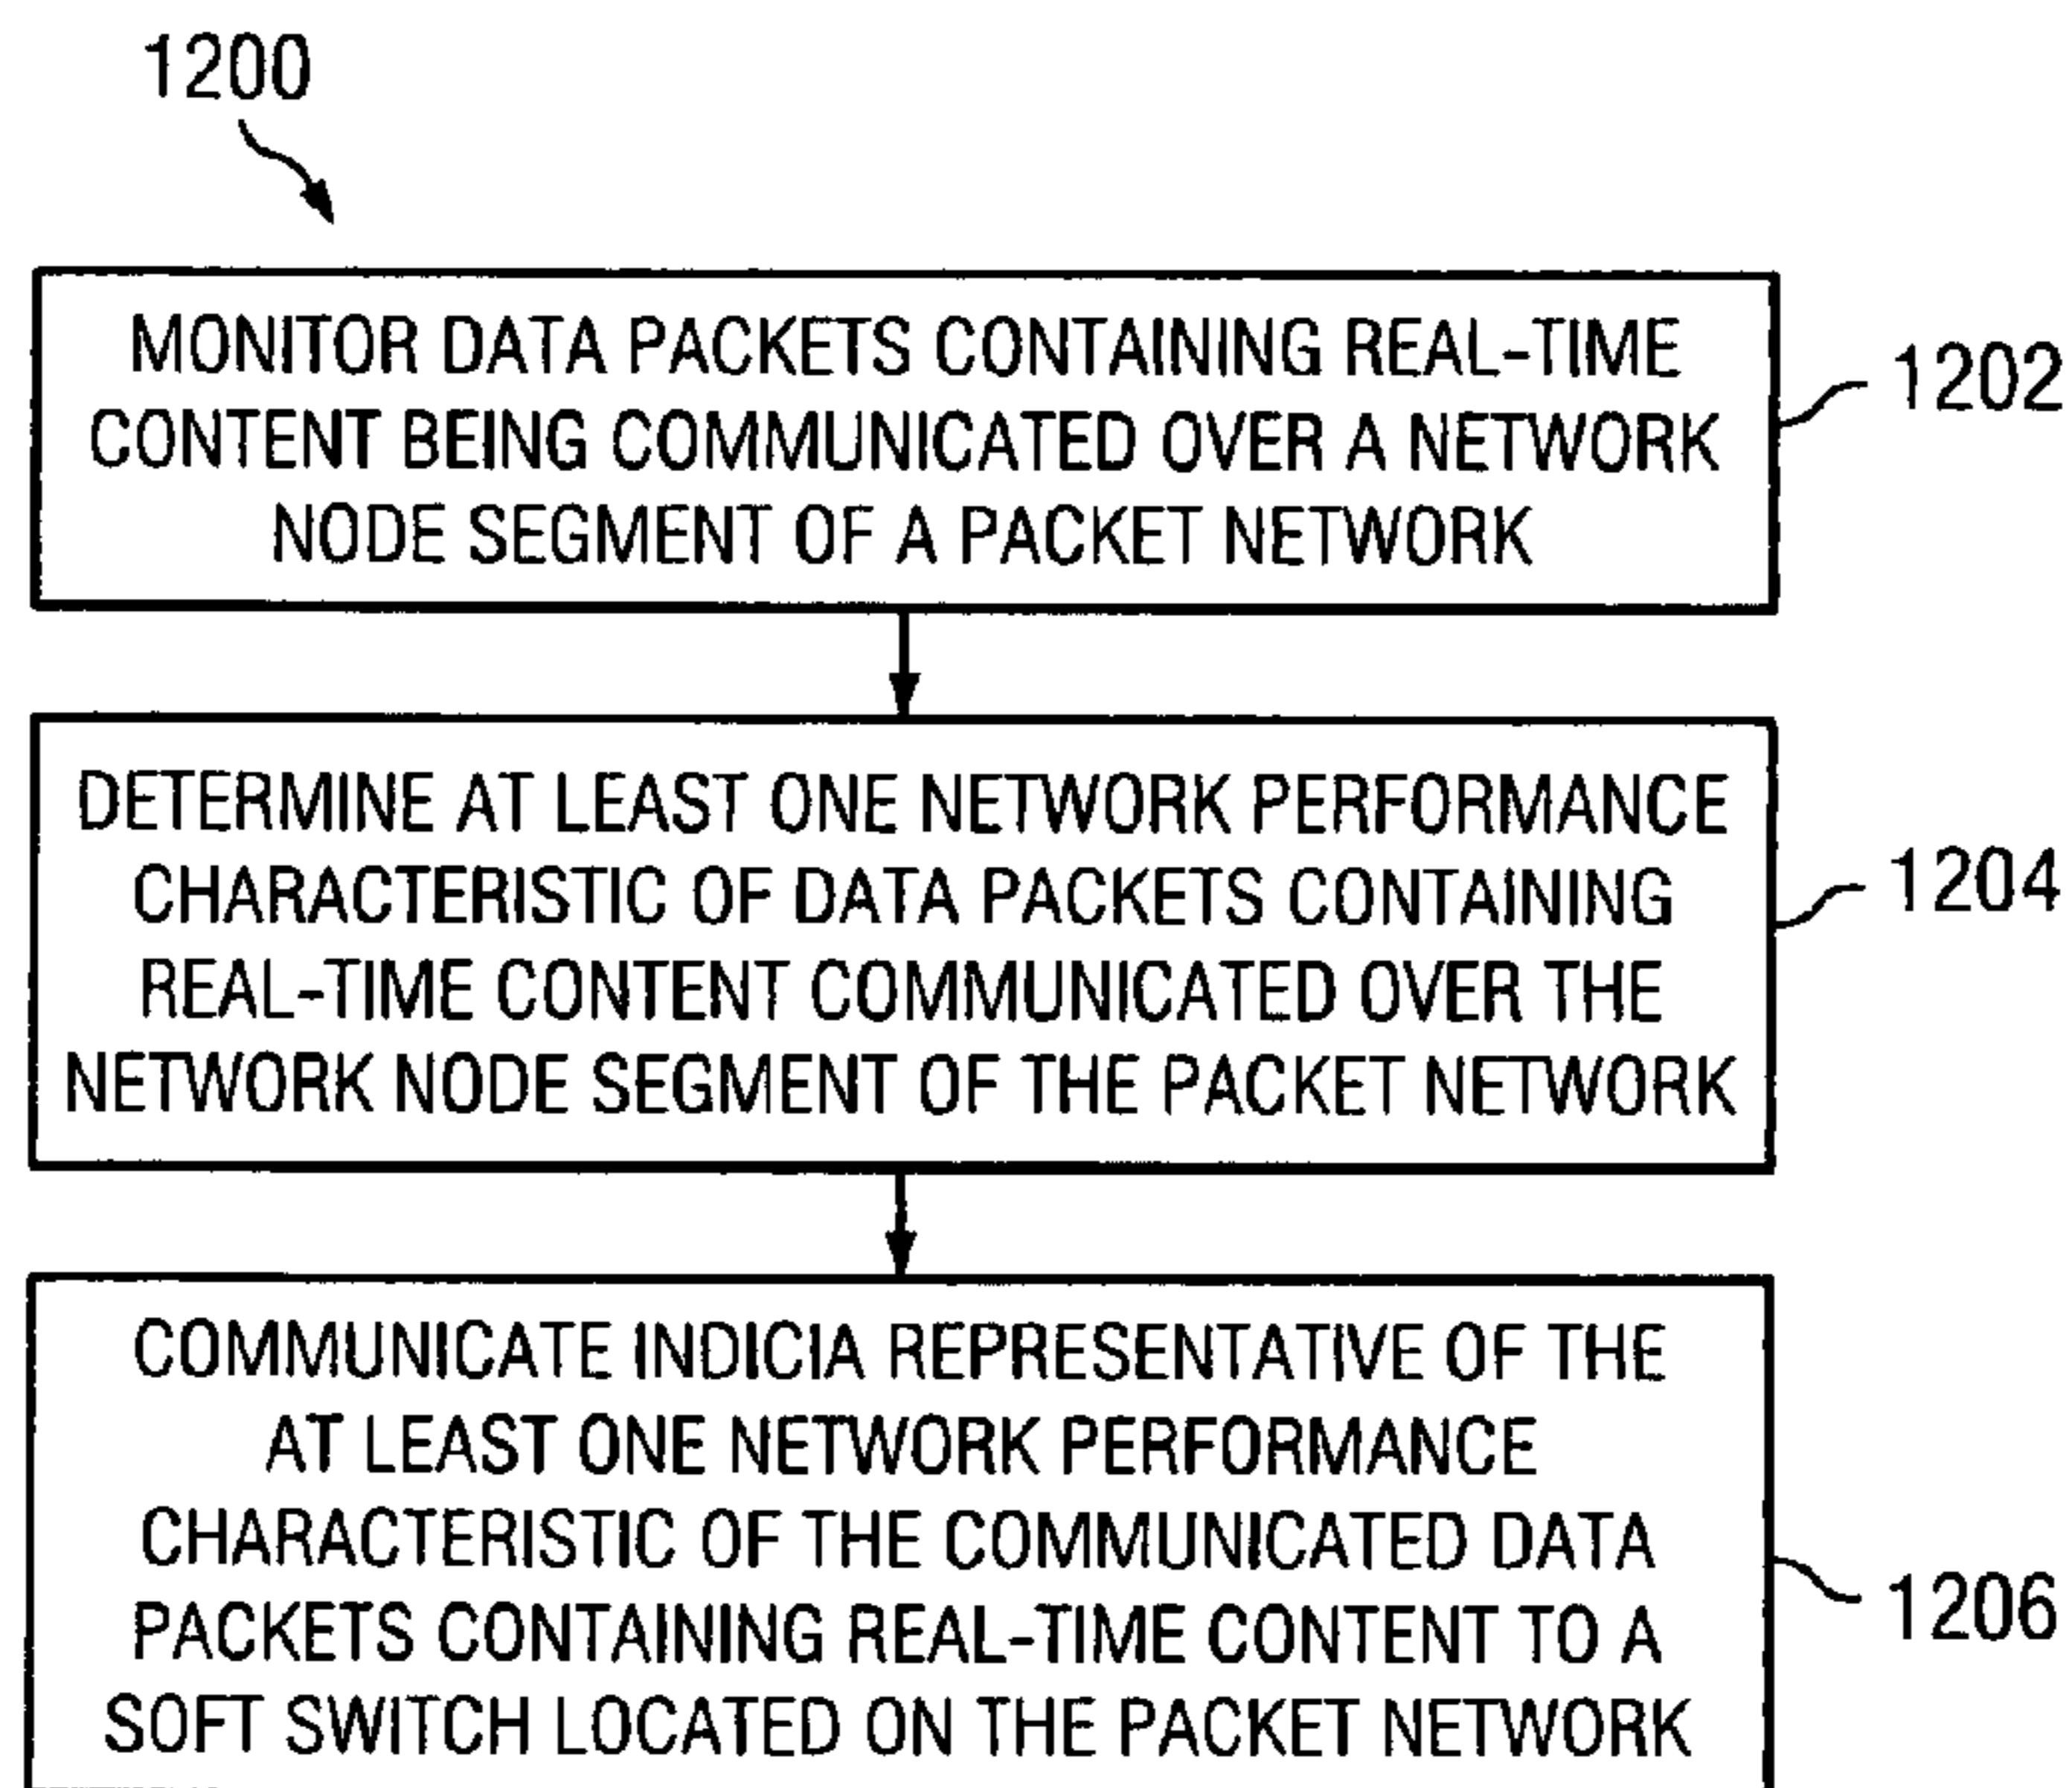 1200
MONITOR DATA PACKETS CONTAINING REAL-TIME
CONTENT BEING COMMUNICATED OVER A NETWORK
NODE SEGMENT OF A PACKET NETWORK
1202
DETERMINE AT LEAST ONE NETWORK PERFORMANCE
CHARACTERISTIC OF DATA PACKETS CONTAINING
REAL-TIME CONTENT COMMUNICATED OVER THE
NETWORK NODE SEGMENT OF THE PACKET NETWORK
1204
COMMUNICATE INDICIA REPRESENTATIVE OF THE
AT LEAST ONE NETWORK PERFORMANCE
CHARACTERISTIC OF THE COMMUNICATED DATA
PACKETS CONTAINING REAL-TIME CONTENT TO A
SOFT SWITCH LOCATED ON THE PACKET NETWORK
1206